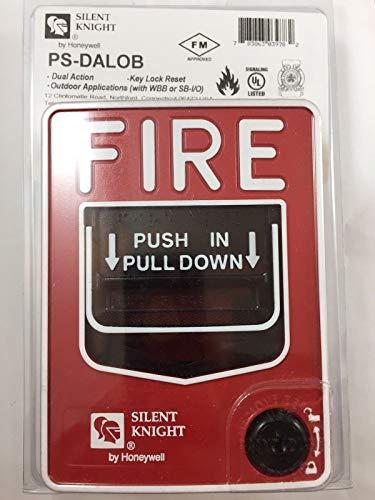 SILENT
KNIGHT
®
by Honeywell
FM
APPROVED
PS-DALOB
- Dual Action - Key Lock Reset
- Outdoor Applications (with WBB or SB-I/O)
12 Clintonville Road, Northford, Connecticut
SIGNALING
UL
LISTED
FIRE
PUSH IN
PULL DOWN
SILENT
KNIGHT
®
by Honeywell